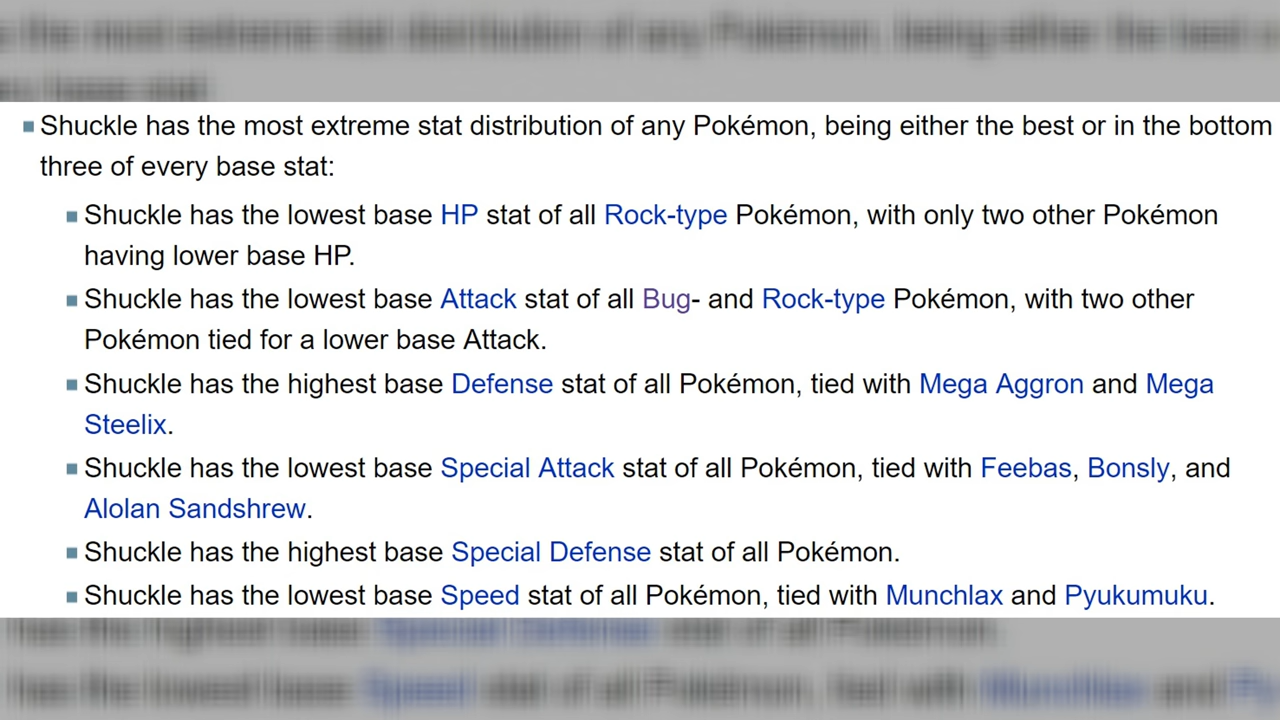 Shuckle has the most extreme stat distribution of any Pokémon, being either the best or in the bottom
three of every base stat:
Shuckle has the lowest base HP stat of all Rock-type Pokémon, with only two other Pokémon
having lower base HP.
Shuckle has the lowest base Attack stat of all Bug- and Rock-type Pokémon, with two other
Pokémon tied for a lower base Attack.
Shuckle has the highest base Defense stat of all Pokémon, tied with Mega Aggron and Mega
Steelix.
Shuckle has the lowest base Special Attack stat of all Pokémon, tied with Feebas, Bonsly, and
Alolan Sandshrew.
Shuckle has the highest base Special Defense stat of all Pokémon.
Shuckle has the lowest base Speed stat of all Pokémon, tied with Munchlax and Pyukumuku.